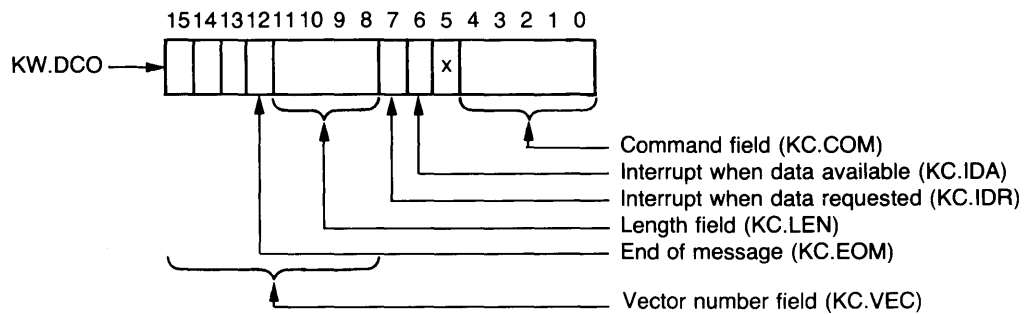 15 14 13 12 11 10 9 8 7 6 5 4 3 2 1 0
KW.DCO
x
Command field (KC.COM)
Interrupt when data available (KC.IDA)
Interrupt when data requested (KC.IDR)
Length field (KC.LEN)
End of message (KC.EOM)
Vector number field (KC.VEC)